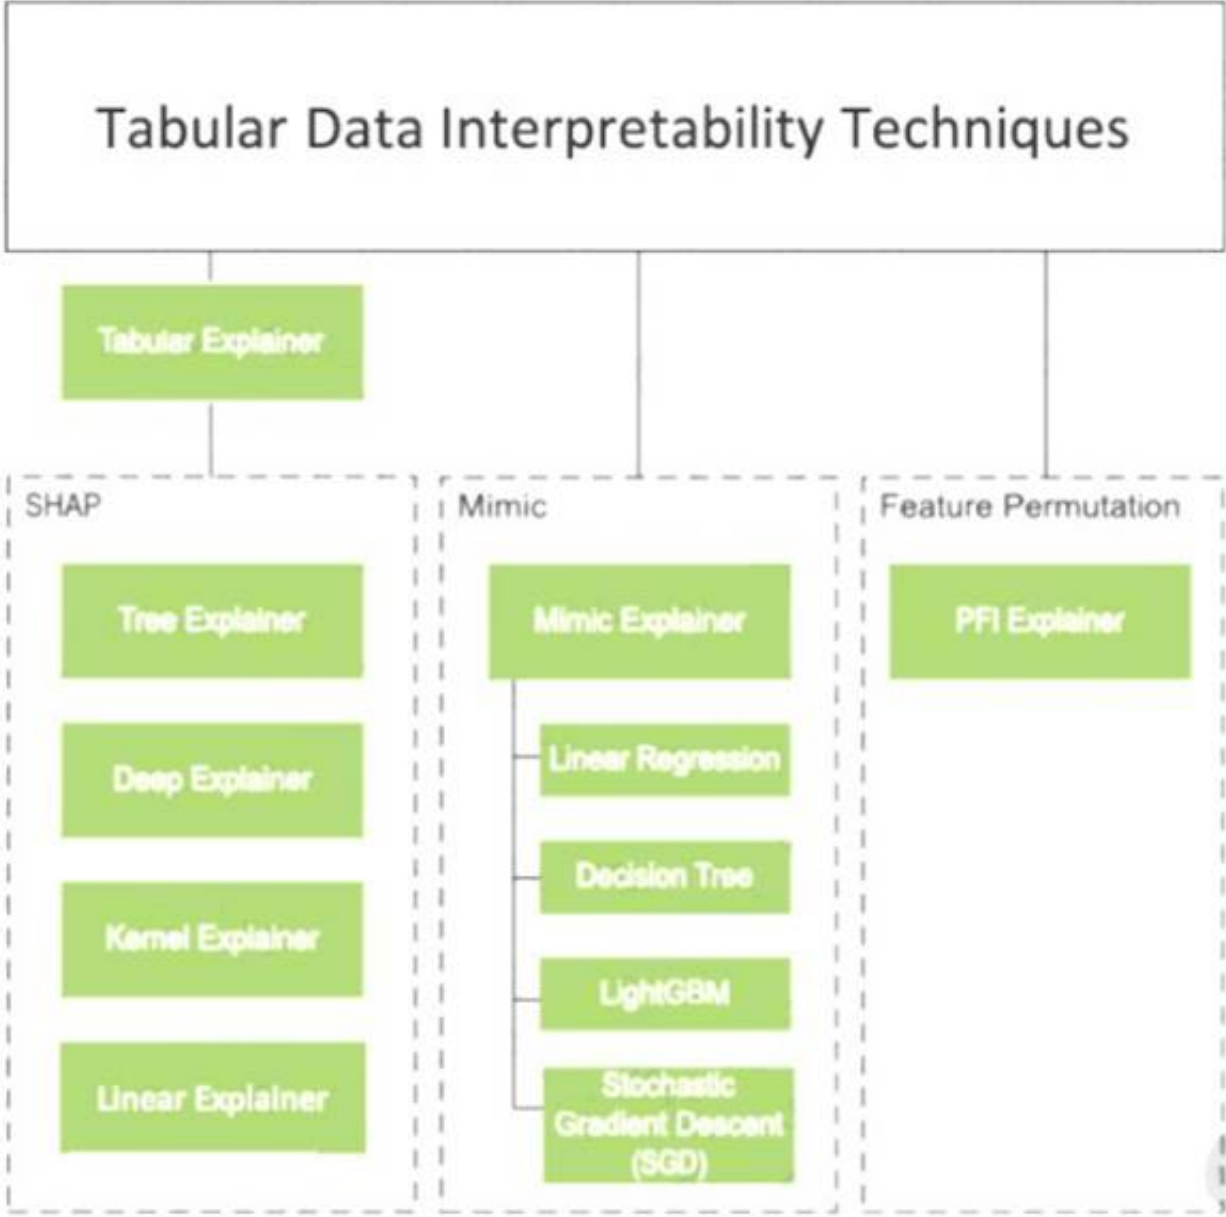 Tabular Data Interpretability Techniques
Tabular Explainer
SHAP
Tree Explainer
Deep Explainer
Kernel Explainer
Linear Explainer
Mimic
Mimic Explainer
Linear Regression
Decision Tree
LightGBM
Stochastic
Gradient Descent
(SGD)
Feature Permutation
PFI Explainer